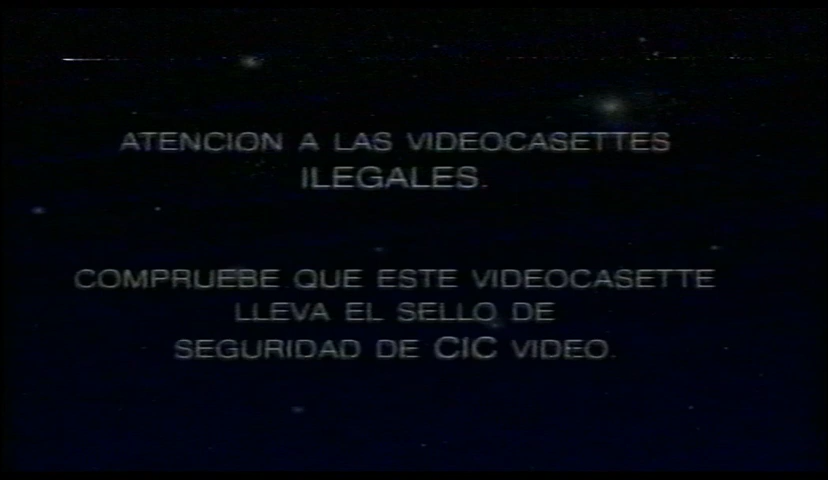 ATENCION A LAS VIDEOCASETTES
ILEGALES.
COMPRUEBE QUE ESTE VIDEOCASETTE
LLEVA EL SELLO DE
SEGURIDAD DE CIC VIDEO.